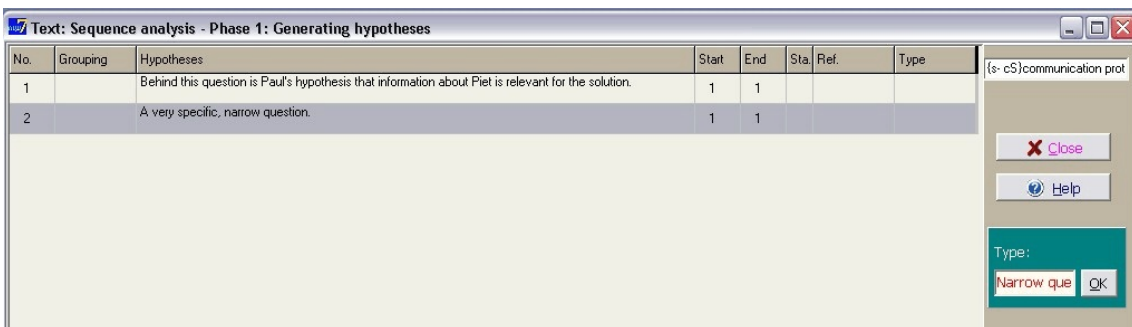 Text: Sequence analysis - Phase 1: Generating hypotheses
No. Grouping Hypotheses Start End Sta. Ref. Type
{s- cS}communication prot
1 Behind this question is Paul's hypothesis that information about Piet is relevant for the solution. 1 1
2 A very specific, narrow question. 1 1
Close
Help
Type:
Narrow que OK